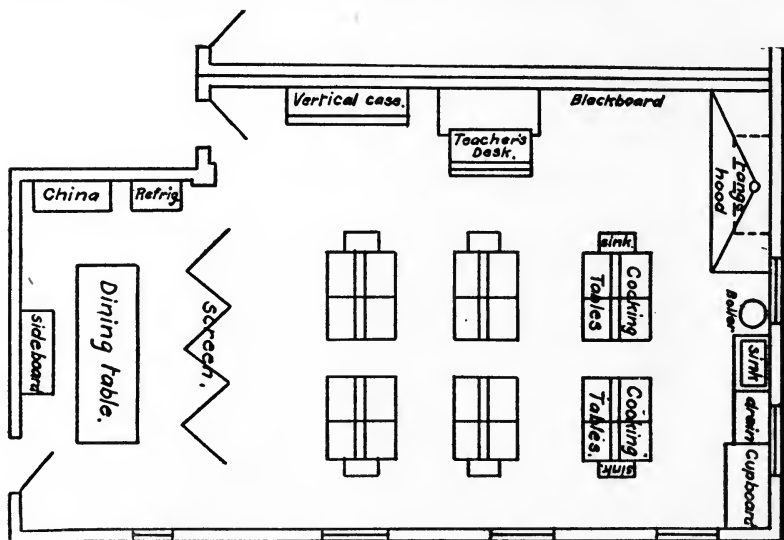 Vertical case.
Blackboard
Teacher's
Desk.
Range
hood
China
Refrig
sink.
Cooking
Tables
Boiler
Screen.
Dining table.
sideboard
sink
drain
Cooking
Tables.
sink
Cupboard